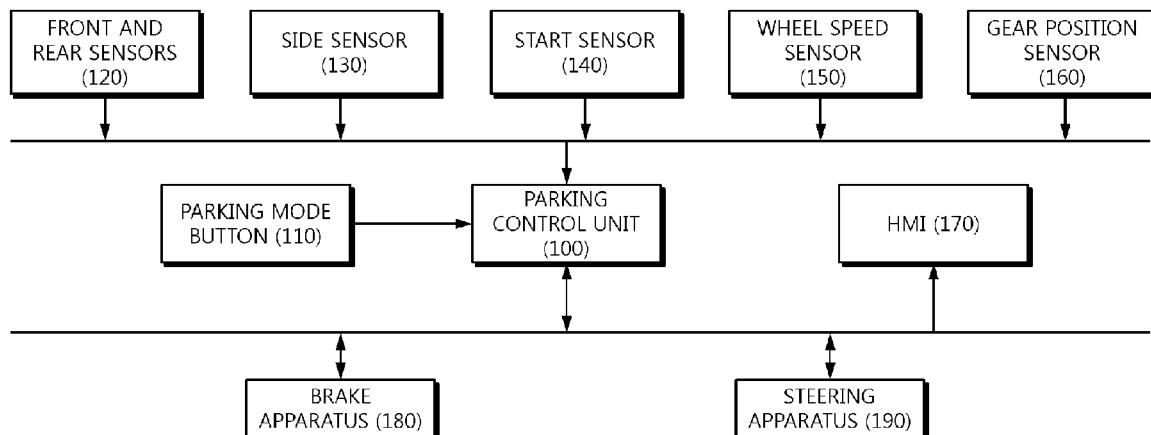 FRONT AND
REAR SENSORS
(120)
SIDE SENSOR
(130)
START SENSOR
(140)
WHEEL SPEED
SENSOR
(150)
GEAR POSITION
SENSOR
(160)
PARKING MODE
BUTTON (110)
PARKING
CONTROL UNIT
(100)
HMI (170)
BRAKE
APPARATUS (180)
STEERING
APPARATUS (190)